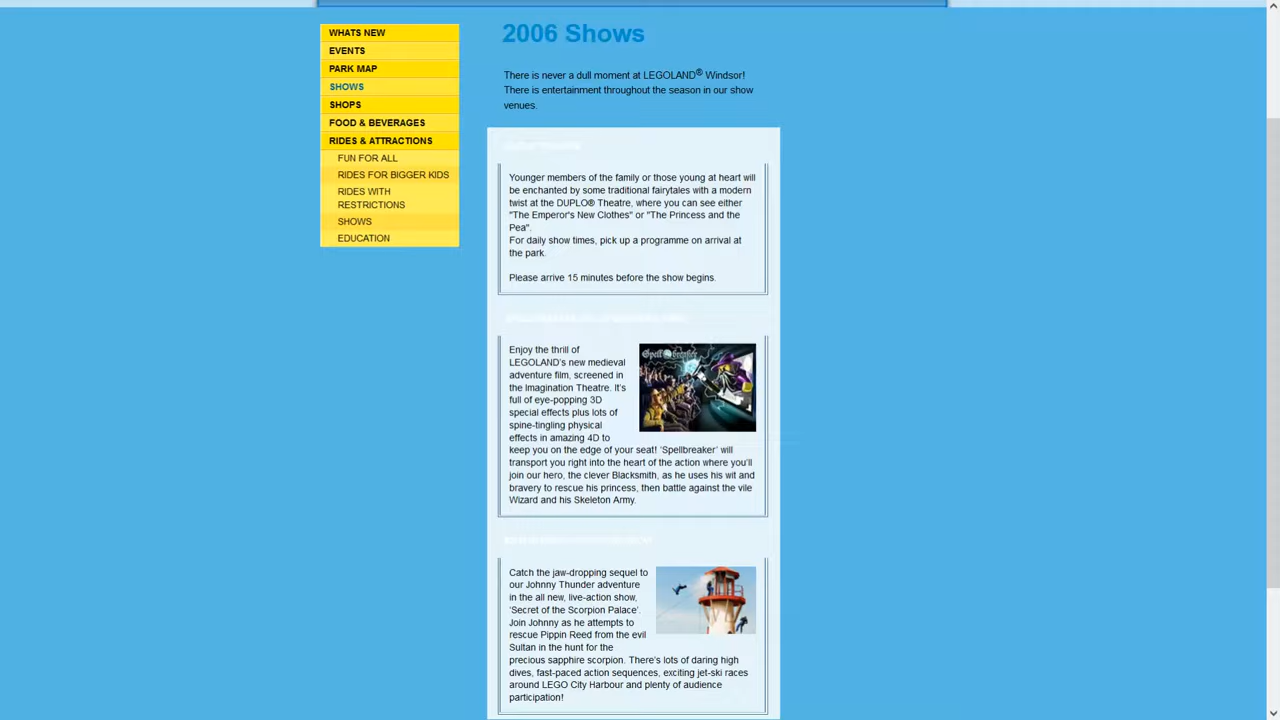 2006 Shows
WHATS NEW
EVENTS
PARK MAP
SHOWS
SHOPS
FOOD & BEVERAGES
RIDES & ATTRACTIONS
FUN FOR ALL
RIDES FOR BIGGER KIDS
RIDES WITH
RESTRICTIONS
SHOWS
EDUCATION
There is never a dull moment at LEGOLAND® Windsor!
There is entertainment throughout the season in our show
venues.
Younger members of the family or those young at heart will
be enchanted by some traditional fairytales with a modern
twist at the DUPLO® Theatre, where you can see either
"The Emperor's New Clothes" or "The Princess and the
Pea".
For daily show times, pick up a programme on arrival at
the park.
Please arrive 15 minutes before the show begins.
Enjoy the thrill of
LEGOLAND's new medieval
adventure film, screened in
the Imagination Theatre. It's
full of eye-popping 3D
special effects plus lots of
spine-tingling physical
effects in amazing 4D to
keep you on the edge of your seat! 'Spellbreaker' will
transport you right into the heart of the action where you'll
join our hero, the clever Blacksmith, as he uses his wit and
bravery to rescue his princess, then battle against the vile
Wizard and his Skeleton Army.
Spellbreaker
Catch the jaw-dropping sequel to
our Johnny Thunder adventure
in the all new, live-action show,
'Secret of the Scorpion Palace'.
Join Johnny as he attempts to
rescue Pippin Reed from the evil
Sultan in the hunt for the
precious sapphire scorpion. There's lots of daring high
dives, fast-paced action sequences, exciting jet-ski races
around LEGO City Harbour and plenty of audience
participation!